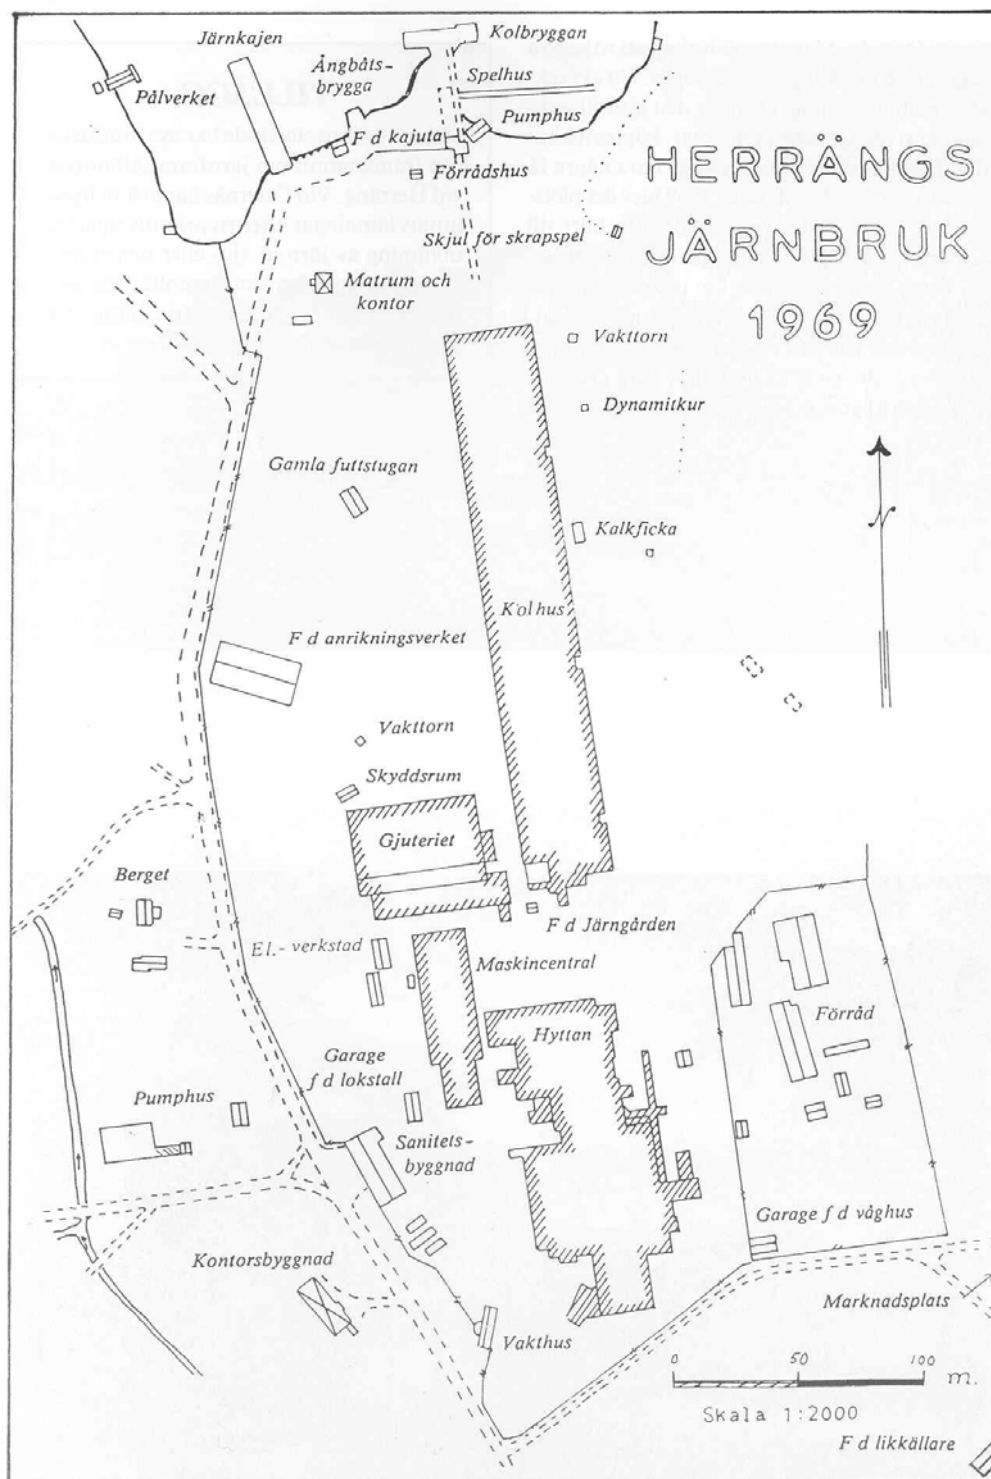 Järnkajen
Kolbryggan
Ångbåts-
brygga
Spelhus
Pålverket
Pumphus
F d kajuta
Förrådshus
HERRÄNGS
JÄRNBRUK
1969
Skjul för skrapspel
Matrum och
kontor
Vakttorn
Dynamitkur
Gamla futtstugan
Kalkficka
Kolhus
F d anrikningsverket
Vakttorn
Skyddsrum
Gjuteriet
Berget
F d Järngården
El.- verkstad
Maskincentral
Förråd
Hyttan
Garage
f d lokstall
Pumphus
Sanitets-
byggnad
Garage f d våghus
Kontorsbyggnad
Marknadsplats
Vakthus
0 50 100
m.
Skala 1:2000
F d likkällare